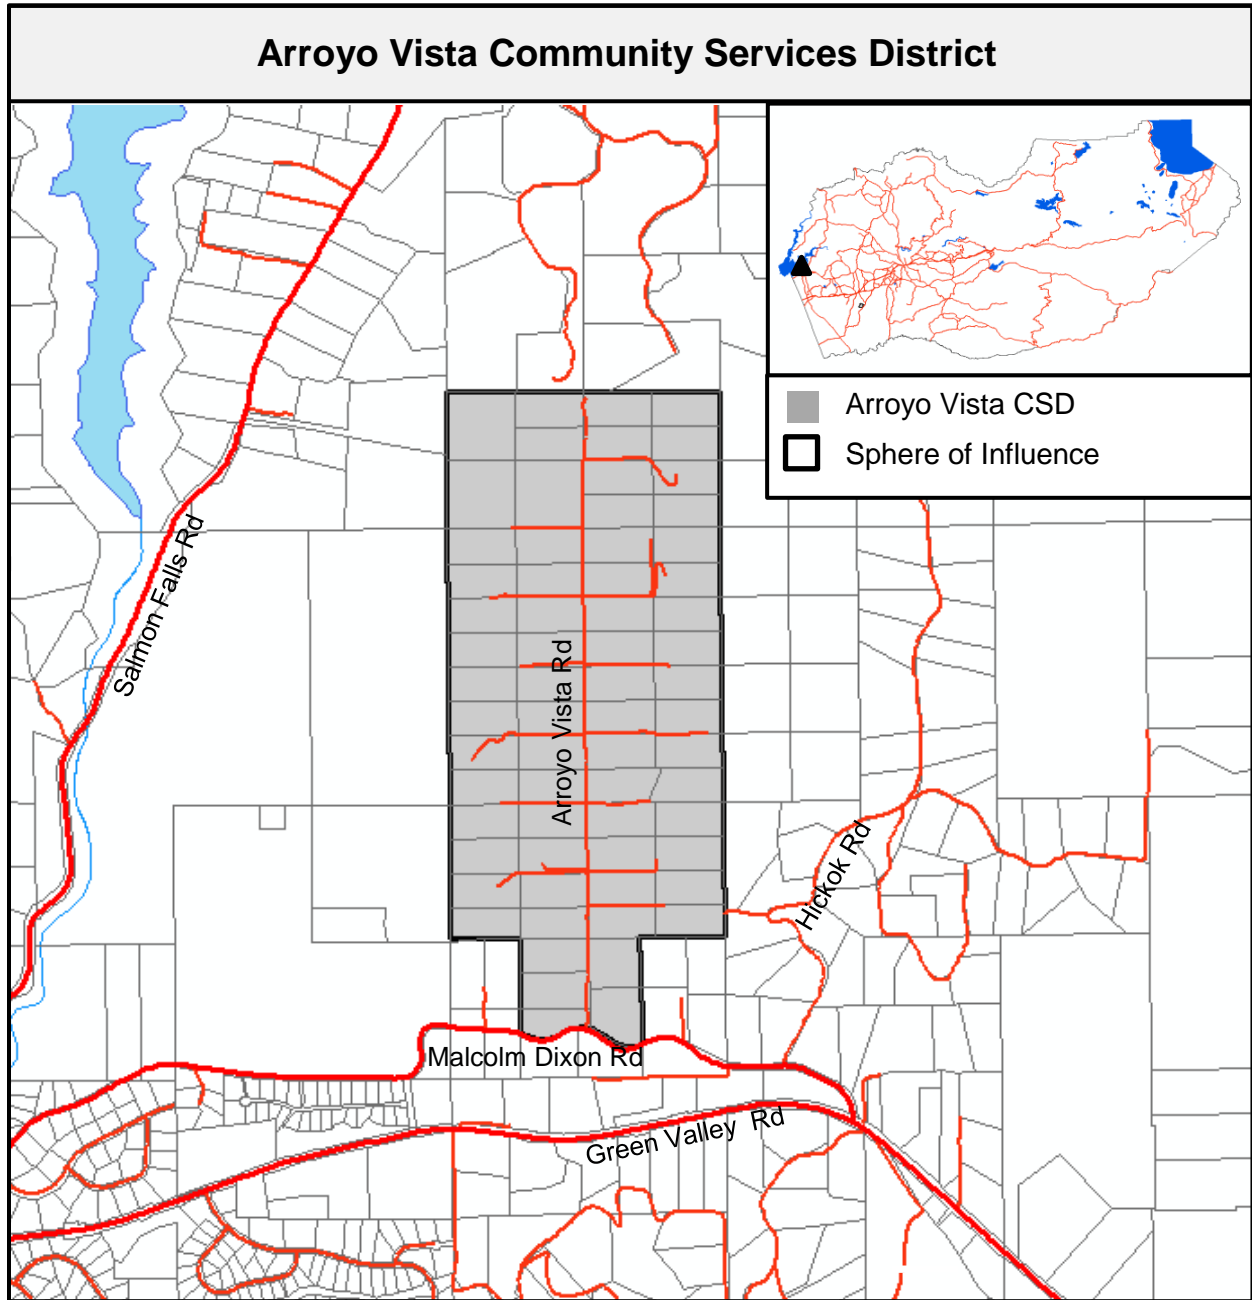 Arroyo Vista Community Services District
Arroyo Vista CSD
Sphere of Influence
Salmon Falls Rd
Arroyo Vista Rd
Hickok Rd
Malcolm Dixon Rd
Green Valley Rd